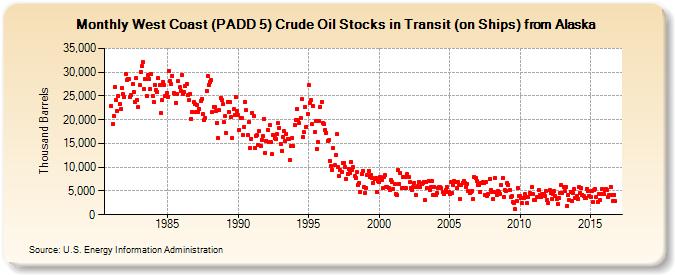 Monthly West Coast (PADD 5) Crude Oil Stocks in Transit (on Ships) from Alaska
Thousand Barrels
35,000
30,000
25,000
20,000
15,000
10,000
5,000
0
1985 1990 1995 2000 2005 2010 2015
Source: U.S. Energy Information Administration